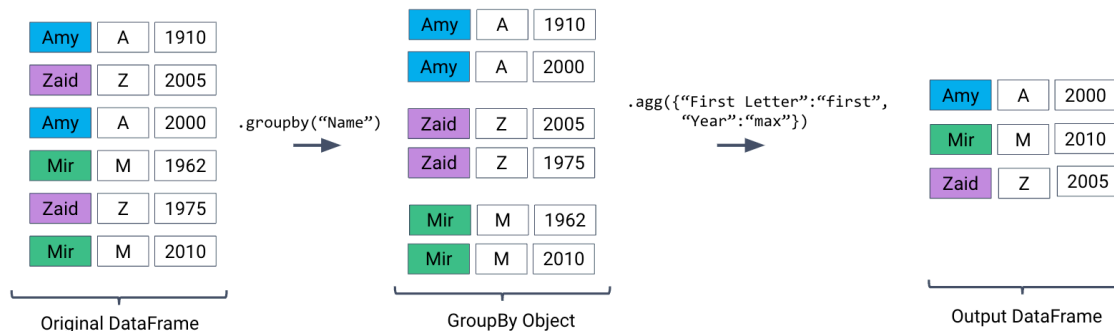 Amy A 1910
Zaid Z 2005
Amy A 2000
Mir M 1962
Zaid Z 1975
Mir M 2010
Original DataFrame
.groupby(“Name”)
Amy A 1910
Amy A 2000
Zaid Z 2005
Zaid Z 1975
Mir M 1962
Mir M 2010
GroupBy Object
.agg({“First Letter”:“first”,
“Year”:“max”})
Amy A 2000
Mir M 2010
Zaid Z 2005
Output DataFrame